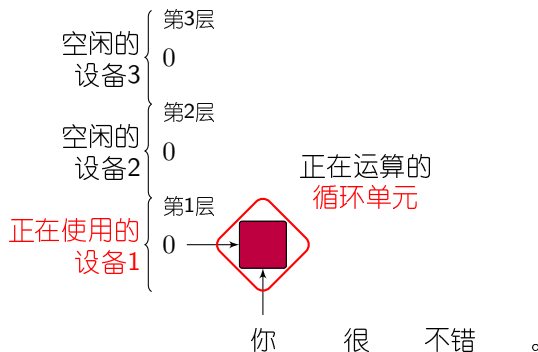 第3层
空闲的
设备3
0
第2层
空闲的
设备2
0
正在运算的
循环单元
第1层
正在使用的
设备1
0
你 很 不错 。